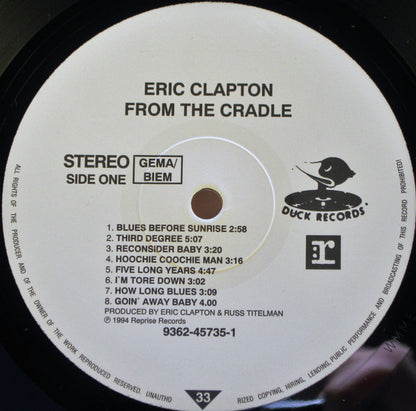 ERIC CLAPTON
FROM THE CRADLE
STEREO
SIDE ONE
GEMA/
BIEM
DUCK RECORDS
r
1. BLUES BEFORE SUNRISE 2:58
2. THIRD DEGREE 5:07
3. RECONSIDER BABY 3:20
4. HOOCHIE COOCHIE MAN 3:16
5. FIVE LONG YEARS 4:47
6. I´M TORE DOWN 3:02
7. HOW LONG BLUES 3:09
8. GOIN´ AWAY BABY 4.00
PRODUCED BY ERIC CLAPTON & RUSS TITELMAN
℗ 1994 Reprise Records
9362-45735-1
33
ALL RIGHTS OF THE PRODUCER AND OF THE OWNER OF THE WORK REPRODUCED RESERVED. UNAUTHO
RIZED COPYING, HIRING, LENDING, PUBLIC PERFORMANCE AND BROADCASTING OF THIS RECORD PROHIBITED!